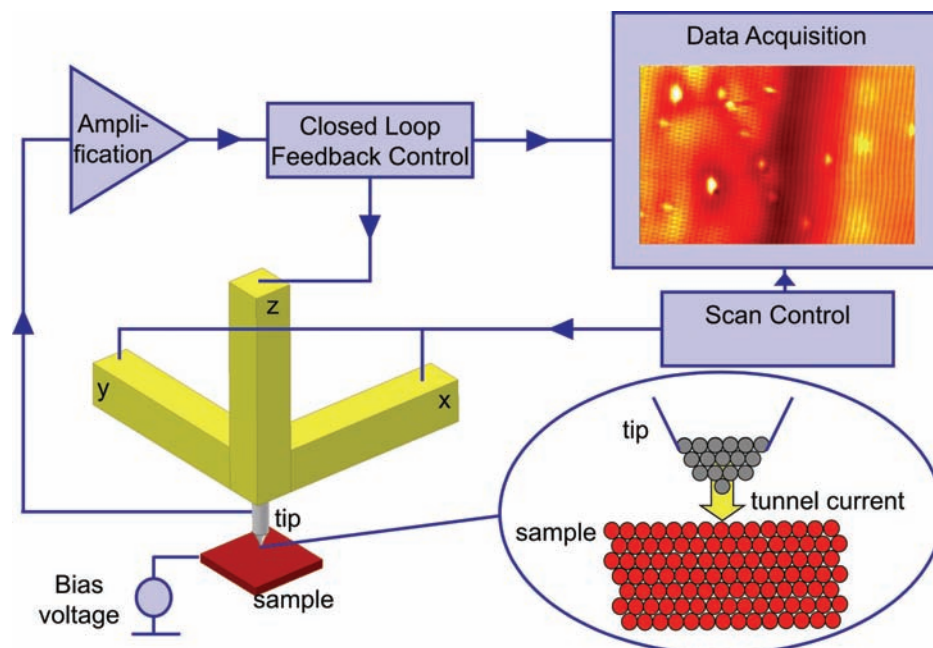 Data Acquisition
Ampli-
fication
Closed Loop
Feedback Control
z
Scan Control
y
x
tip
tip
tunnel current
sample
Bias
voltage
sample